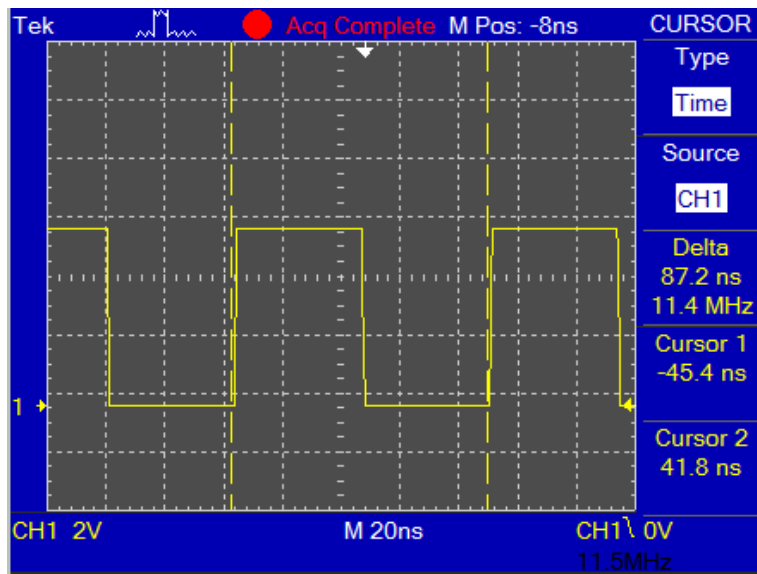 Tek Acq Complete M Pos: -8ns CURSOR
Type
Time
Source
CH1
Delta
87.2 ns
11.4 MHz
Cursor 1
-45.4 ns
1
Cursor 2
41.8 ns
CH1 2V M 20ns CH1 0V
11.5MHz